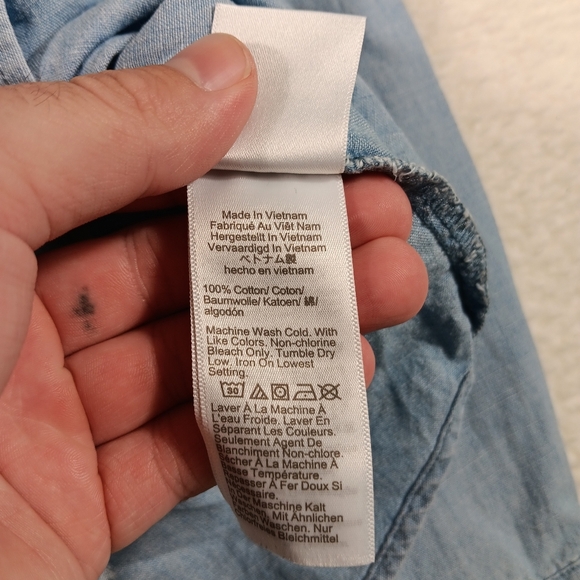 Made In Vietnam
Fabriqué Au Việt Nam
Hergestellt In Vietnam
Vervaardigd In Vietnam
ベトナム製
hecho en vietnam
100% Cotton/ Coton/
Baumwolle/ Katoen/ 綿/
algodón
Machine Wash Cold. With
Like Colors. Non-chlorine
Bleach Only. Tumble Dry
Low. Iron On Lowest
Setting.
30
Laver À La Machine À
L'eau Froide. Laver En
Séparant Les Couleurs.
Seulement Agent De
Blanchiment Non-chlore.
Sécher À La Machine À
Basse Température.
Repasser À Fer Doux Si
Nécessaire.
In Der Maschine Kalt
Mit Ähnlichen
Waschen. Nur
Bleichmittel